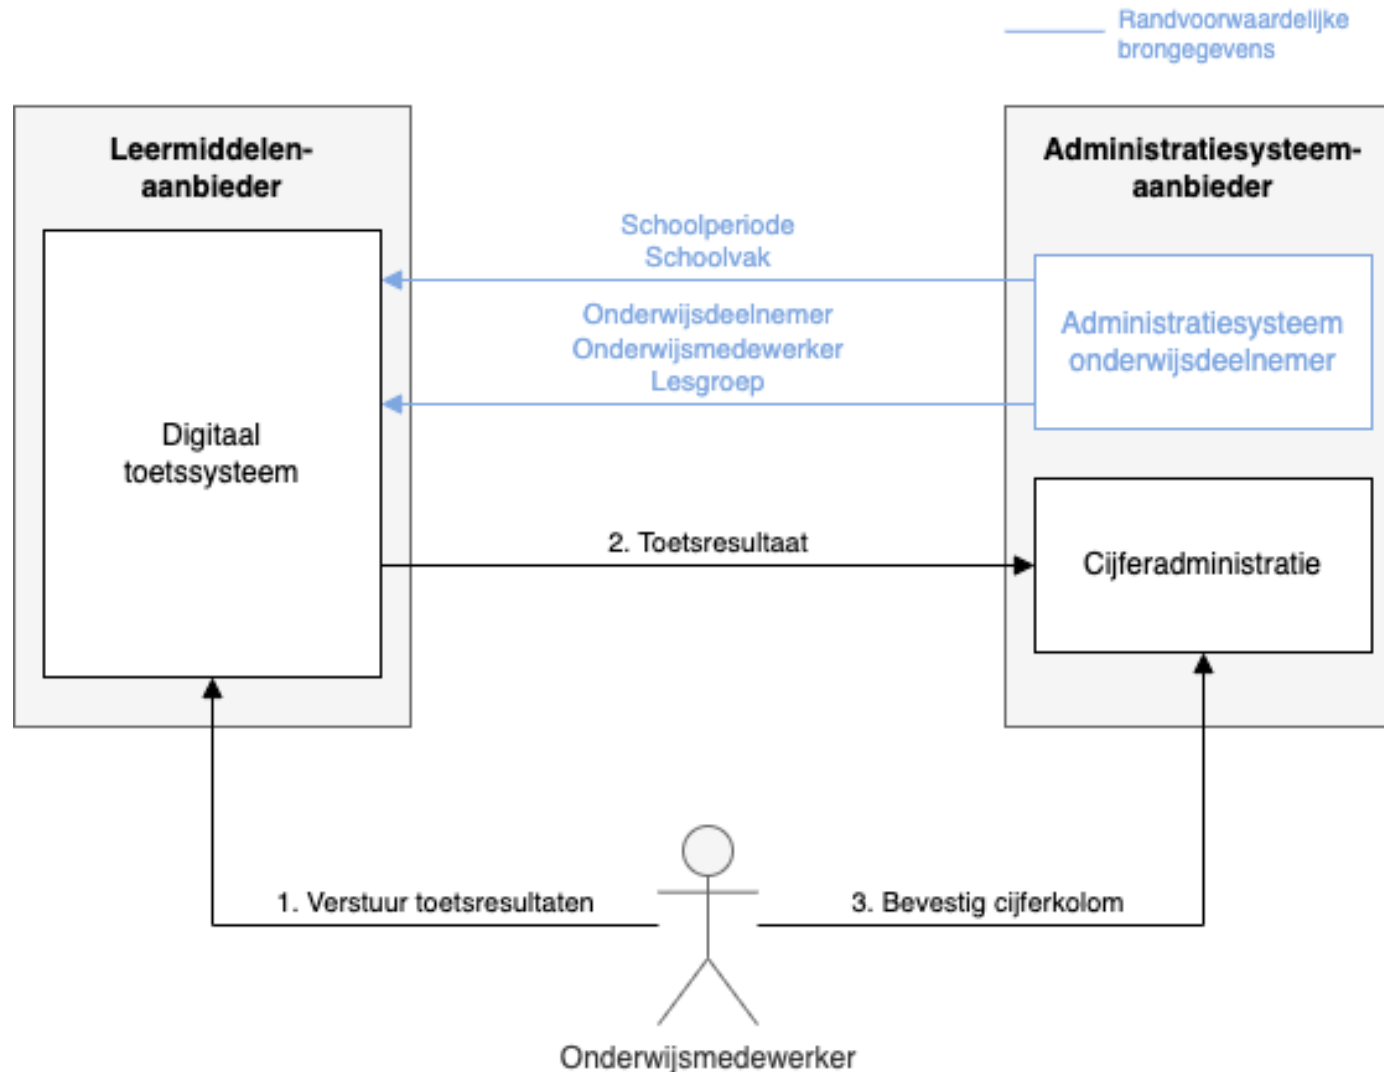 Randvoorwaardelijke
brongegevens
Leermiddelen-
aanbieder
Administratiesysteem-
aanbieder
Schoolperiode
Schoolvak
Onderwijsdeelnemer
Onderwijsmedewerker
Lesgroep
Administratiesysteem
onderwijsdeelnemer
Digitaal
toetssysteem
2. Toetsresultaat
Cijferadministratie
1. Verstuur toetsresultaten
3. Bevestig cijferkolom
Onderwijsmedewerker